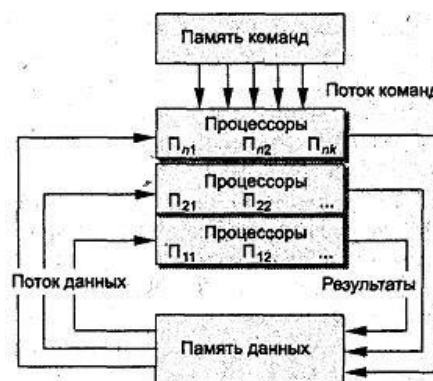 Память команд
Поток команд
Процессоры
Пn1 Пn2 Пnk
Процессоры
П21 П22 ...
Процессоры
П11 П12 ...
Поток данных
Результаты
Память данных